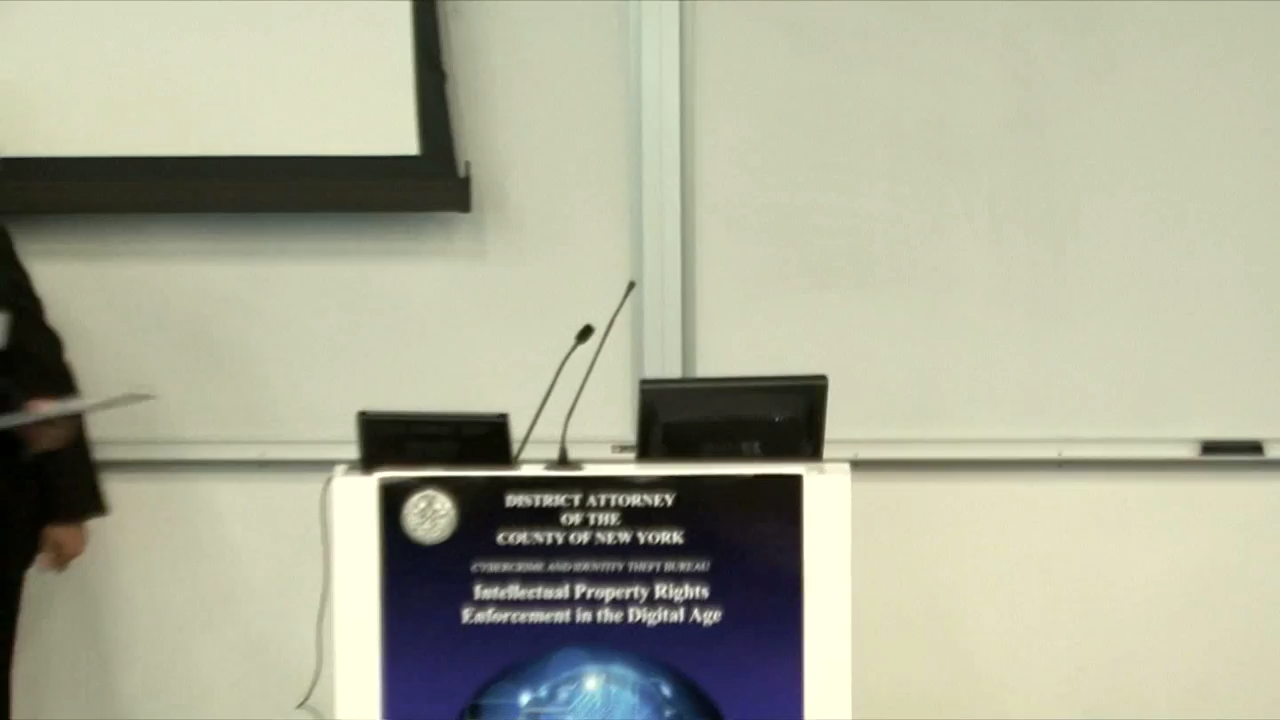 DISTRICT ATTORNEY
OF THE
COUNTY OF NEW YORK
CYBERCRIME AND IDENTITY THEFT BUREAU
Intellectual Property Rights
Enforcement in the Digital Age